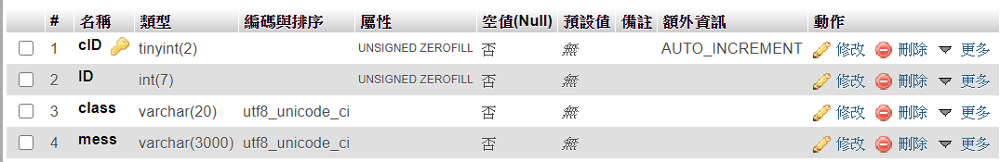 # 名稱 類型 編碼與排序 屬性 空值(Null) 預設值 備註 額外資訊 動作
1 cID tinyint(2) UNSIGNED ZEROFILL 否 無 AUTO_INCREMENT 修改 刪除 更多
2 ID int(7) UNSIGNED ZEROFILL 否 無 修改 刪除 更多
3 class varchar(20) utf8_unicode_ci 否 無 修改 刪除 更多
4 mess varchar(3000) utf8_unicode_ci 否 無 修改 刪除 更多